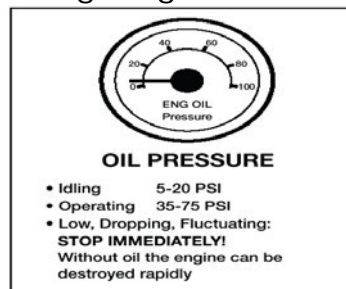 40 60
20 80
0 100
ENG OIL
Pressure
OIL PRESSURE
• Idling 5-20 PSI
• Operating 35-75 PSI
• Low, Dropping, Fluctuating:
STOP IMMEDIATELY!
Without oil the engine can be
destroyed rapidly